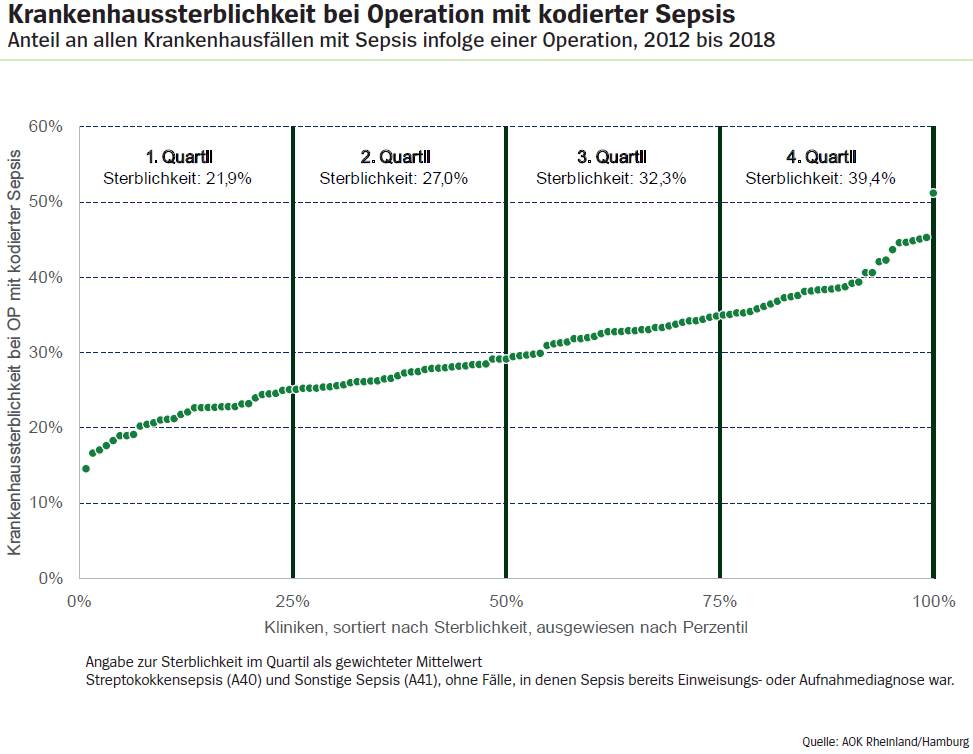 Krankenhaussterblichkeit bei Operation mit kodierter Sepsis
Anteil an allen Krankenhausfällen mit Sepsis infolge einer Operation, 2012 bis 2018
Krankenhaussterblichkeit bei OP mit kodierter Sepsis
60%
50%
40%
30%
20%
10%
0%
1. Quartil
Sterblichkeit: 21,9%
2. Quartil
Sterblichkeit: 27,0%
3. Quartil
Sterblichkeit: 32,3%
4. Quartil
Sterblichkeit: 39,4%
0%
25%
50%
75%
100%
Kliniken, sortiert nach Sterblichkeit, ausgewiesen nach Perzentil
Angabe zur Sterblichkeit im Quartil als gewichteter Mittelwert
Streptokokkensepsis (A40) und Sonstige Sepsis (A41), ohne Fälle, in denen Sepsis bereits Einweisungs- oder Aufnahmediagnose war.
Quelle: AOK Rheinland/Hamburg